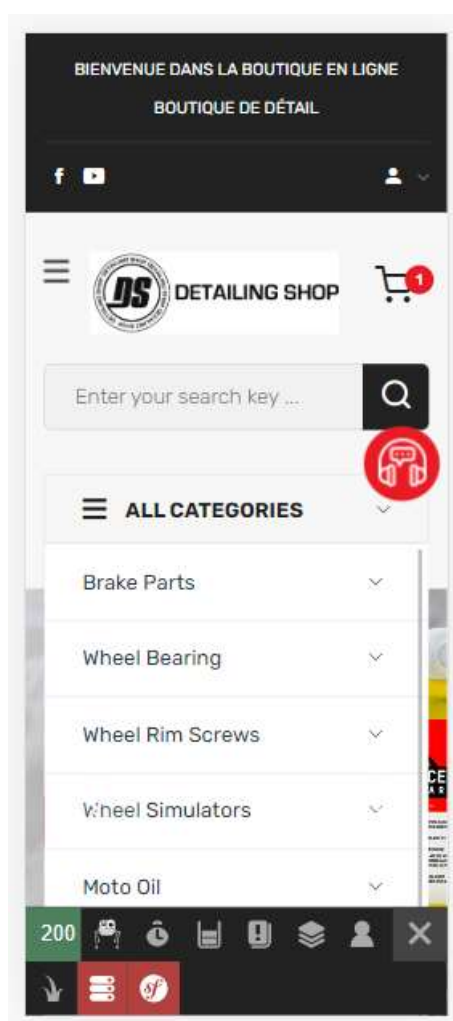 BIENVENUE DANS LA BOUTIQUE EN LIGNE
BOUTIQUE DE DÉTAIL
DS DETAILING SHOP
1
Enter your search key ...
ALL CATEGORIES
Brake Parts
Wheel Bearing
Wheel Rim Screws
Wheel Simulators
Moto Oil
200
sf